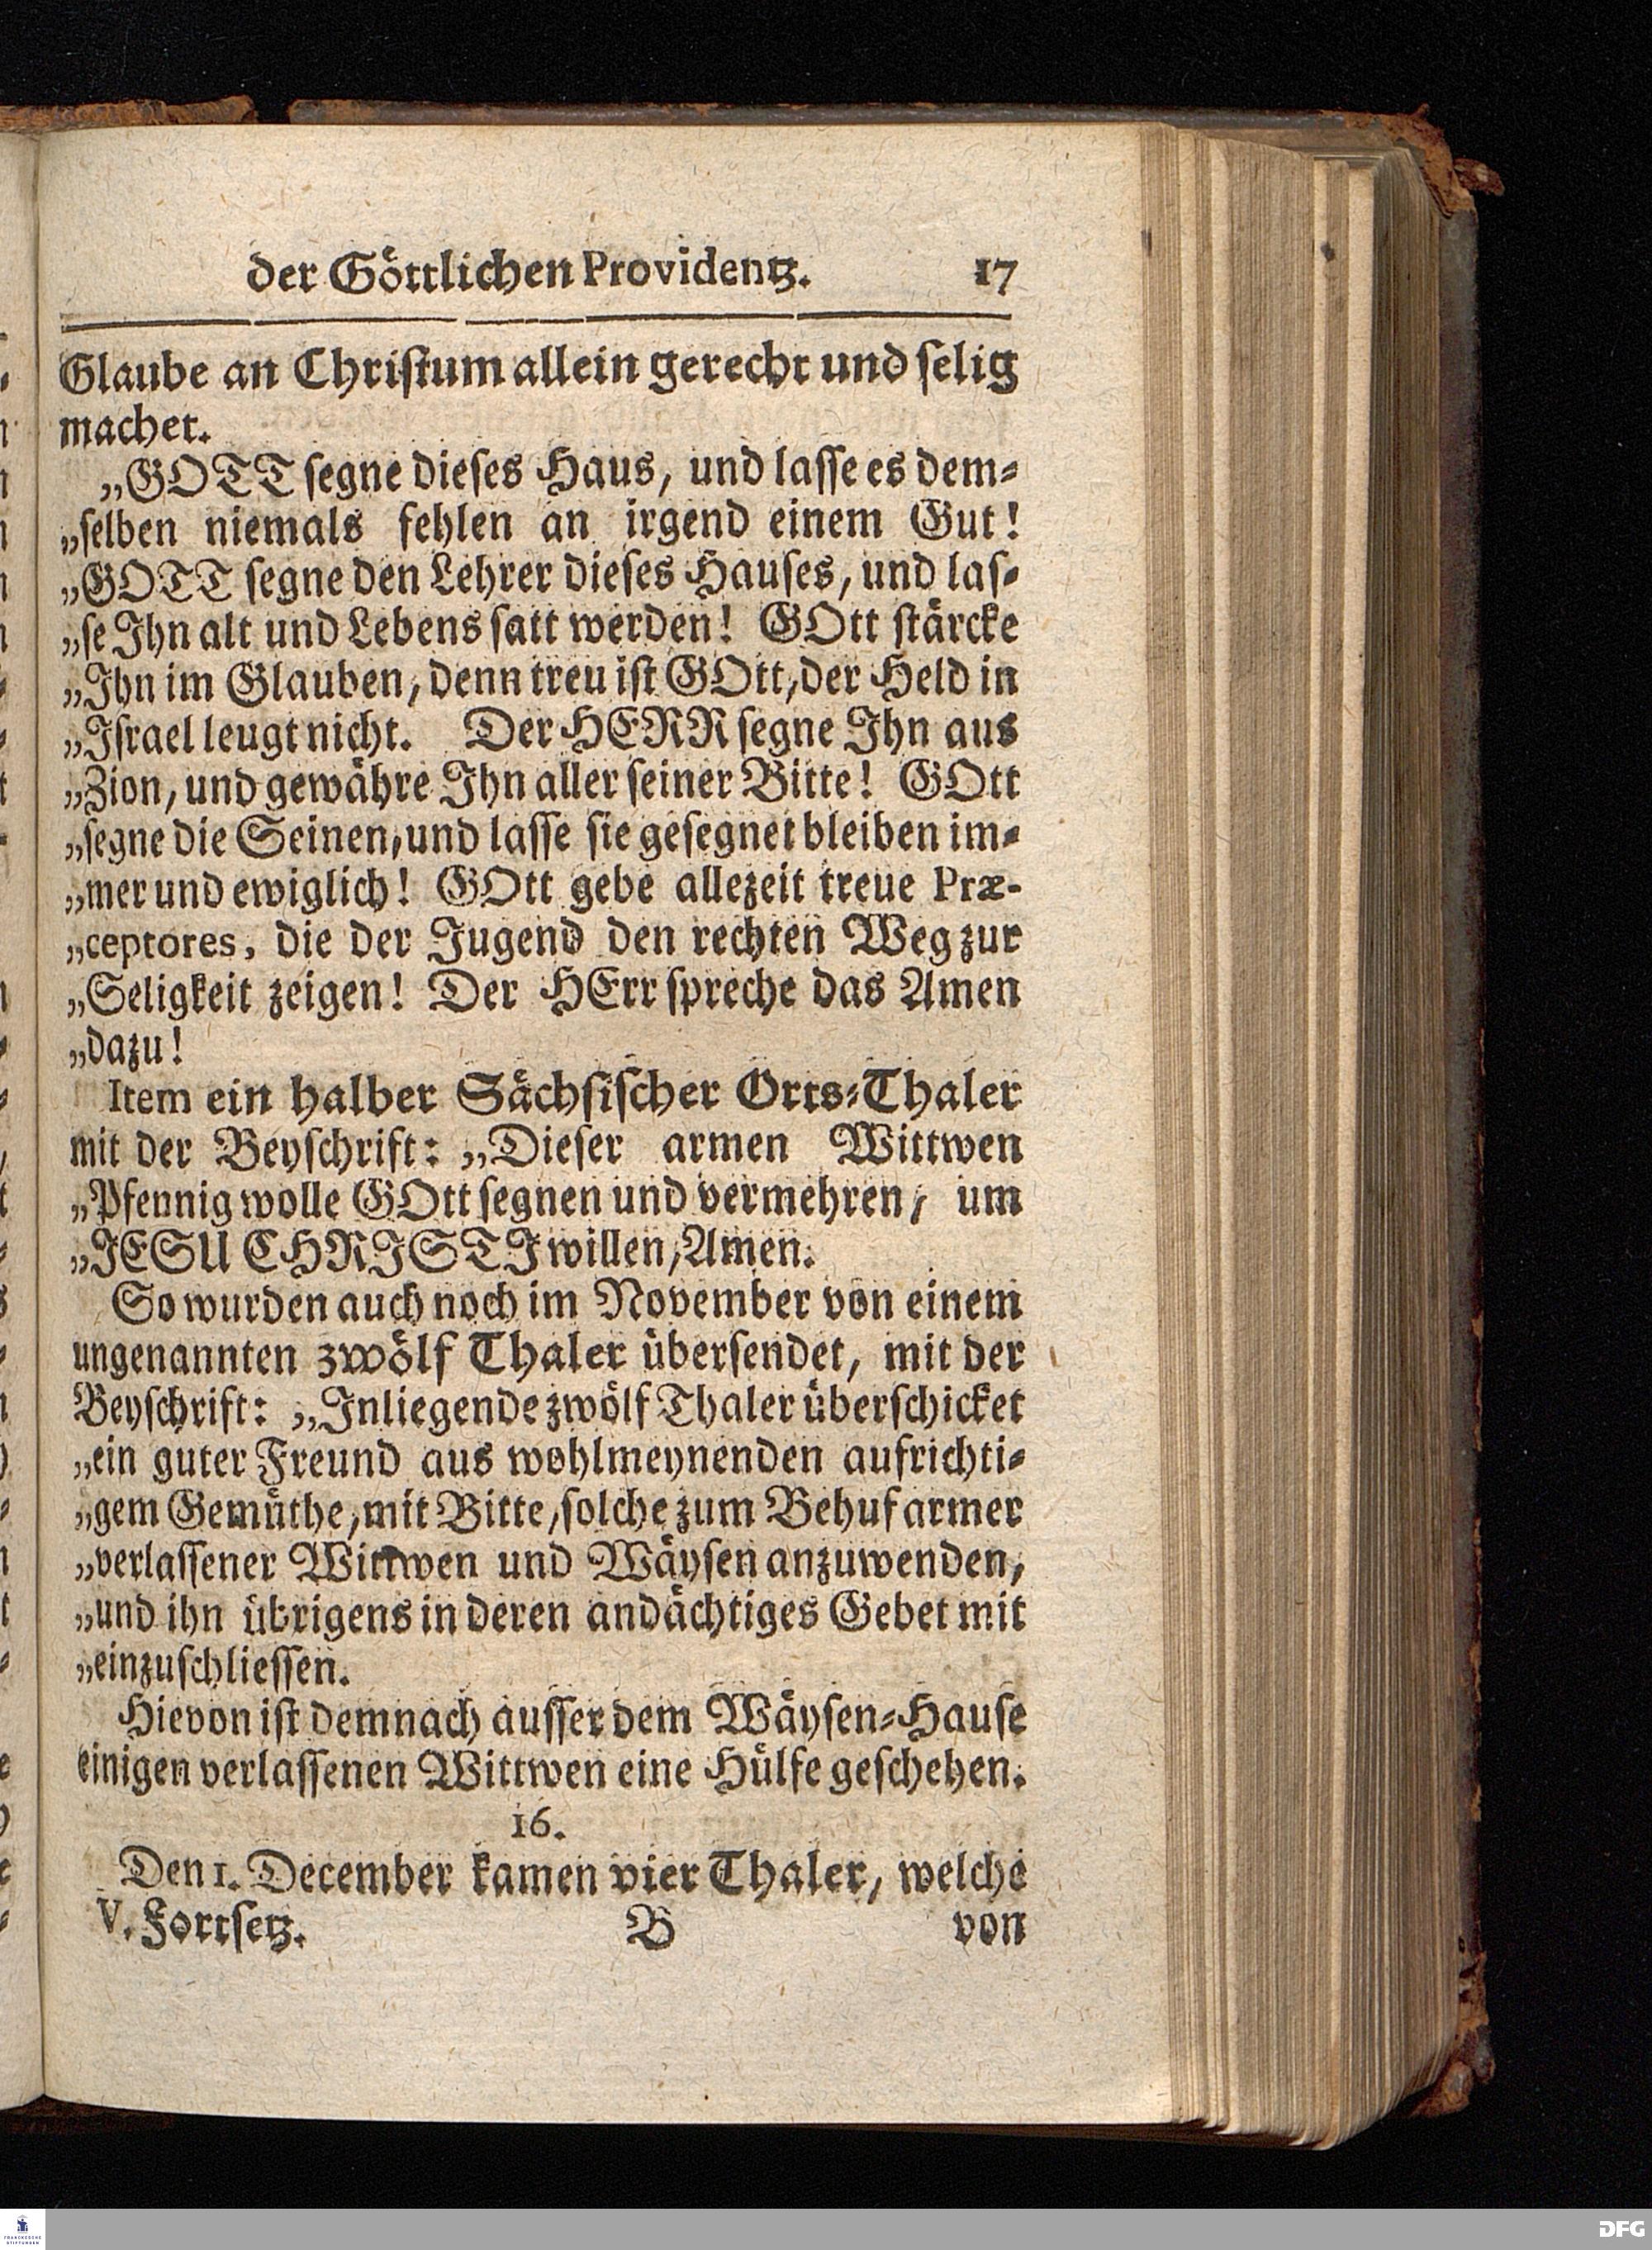 der Göttlichen Providentz. 17
Glaube an Christum allein gerecht und selig
machet.
„GOTT segne dieses Haus, und lasse es dem⸗
„selben niemals fehlen an irgend einem Gut!
„GOTT segne den Lehrer dieses Hauses, und las⸗
„se Ihn alt und Lebens satt werden! GOtt stärcke
„Ihn im Glauben, denn treu ist GOtt, der Held in
„Israel leugt nicht. Der HERR segne Ihn aus
„Zion, und gewähre Ihn aller seiner Bitte! GOtt
„segne die Seinen, und lasse sie gesegnet bleiben im⸗
„mer und ewiglich! GOtt gebe allezeit treue Præ-
„ceptores, die der Jugend den rechten Weg zur
„Seligkeit zeigen! Der HErr spreche das Amen
„dazu!
Item ein halber Sächsischer Orts⸗Thaler
mit der Beyschrift: „Dieser armen Wittwen
„Pfennig wolle GOtt segnen und vermehren, um
„JESU CHRISTI willen, Amen.
So wurden auch noch im November von einem
ungenannten zwölf Thaler übersendet, mit der
Beyschrift: „Inliegende zwölf Thaler überschicket
„ein guter Freund aus wohlmeynenden aufrichti⸗
„gem Gemüthe, mit Bitte, solche zum Behuf armer
„verlassener Wittwen und Wäysen anzuwenden,
„und ihn übrigens in deren andächtiges Gebet mit
„einzuschliessen.
Hievon ist demnach ausser dem Wäysen⸗Hause
einigen verlassenen Wittwen eine Hülfe geschehen.
16.
Den 1. December kamen vier Thaler, welche
V. Fortsetz. B von
FRANCKESCHE
STIFTUNGEN
DFG